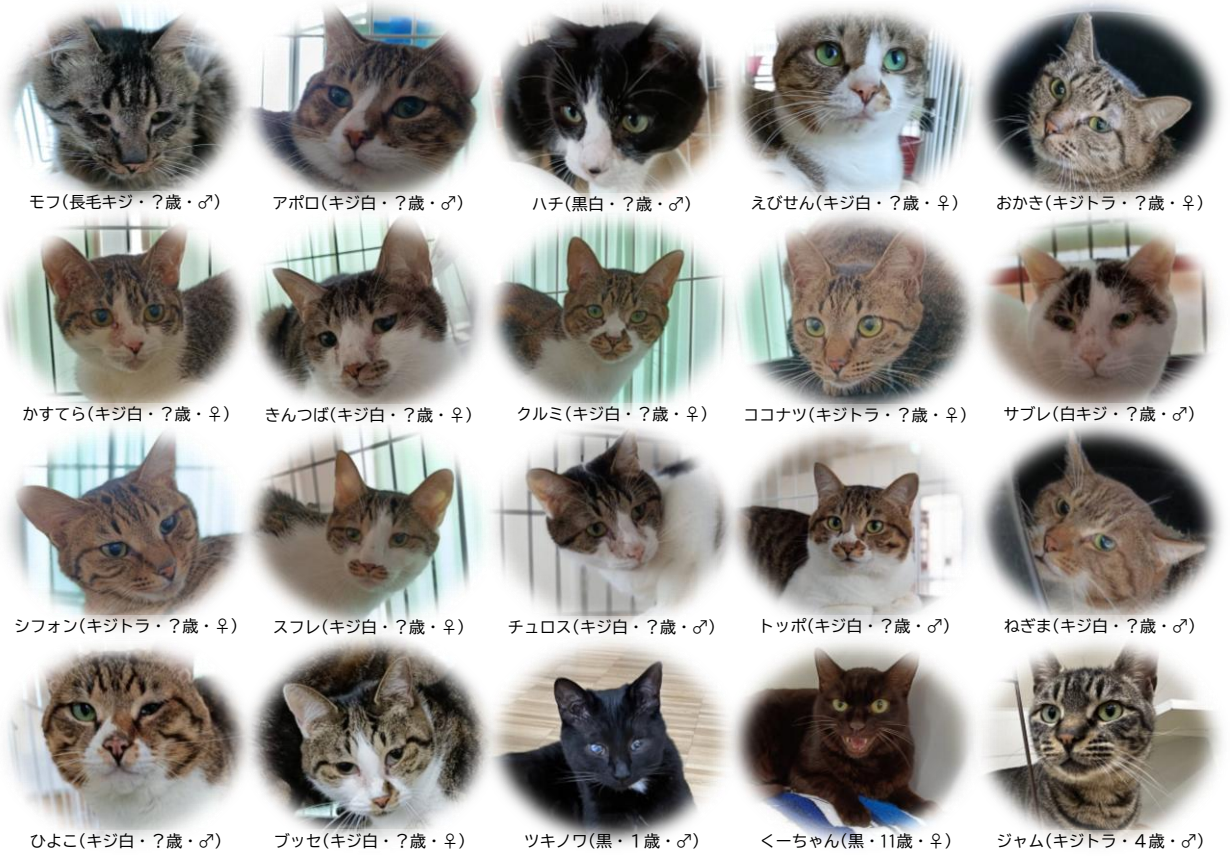 モフ(長毛キジ・?歳・♂)
アポロ(キジ白・?歳・♂)
ハチ(黒白・?歳・♂)
えびせん(キジ白・?歳・♀)
おかき(キジトラ・?歳・♀)
かすてら(キジ白・?歳・♀)
きんつば(キジ白・?歳・♀)
クルミ(キジ白・?歳・♀)
ココナツ(キジトラ・?歳・♀)
サブレ(白キジ・?歳・♂)
シフォン(キジトラ・?歳・♀)
スフレ(キジ白・?歳・♀)
チュロス(キジ白・?歳・♂)
トッポ(キジ白・?歳・♂)
ねぎま(キジ白・?歳・♂)
ひよこ(キジ白・?歳・♂)
ブッセ(キジ白・?歳・♀)
ツキノワ(黒・1歳・♂)
くーちゃん(黒・11歳・♀)
ジャム(キジトラ・4歳・♂)